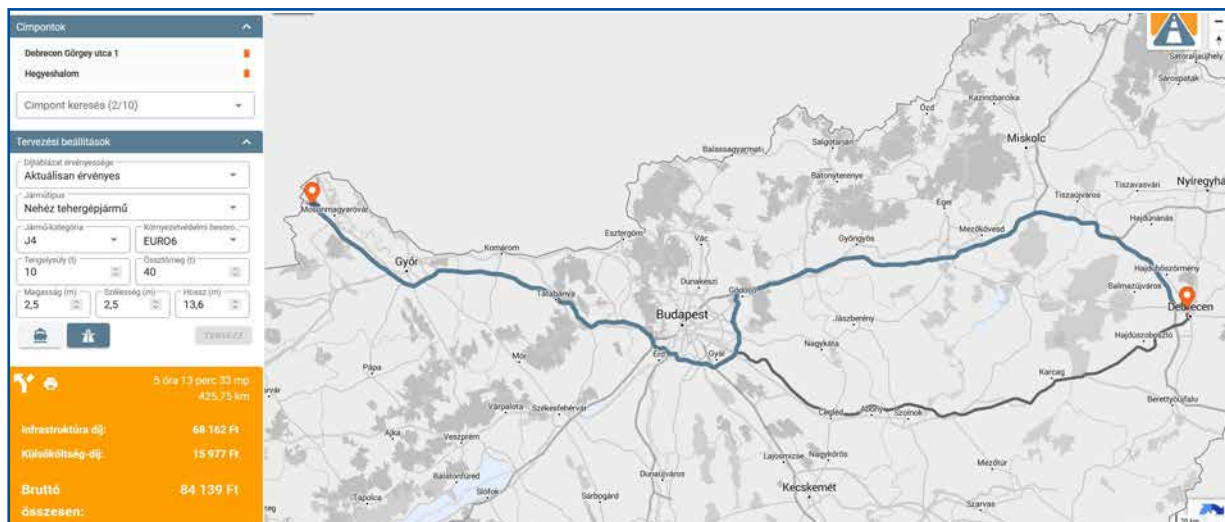 Címpontok
Debrecen Görgey utca 1
Hegyeshalom
Címpont keresés (2/10)
Tervezési beállítások
Díjtáblázat érvényessége
Aktuálisan érvényes
Járműtípus
Nehéz tehergépjármű
Jármű-kategória
Környezetvédelmi besoro...
J4
EURO6
Tengelysúly (t)
Össztömeg (t)
10
40
Magasság (m)
Szélesség (m)
Hossz (m)
2,5
2,5
13,6
TERVEZZ
5 óra 13 perc 33 mp
425,75 km
Infrastruktúra díj: 68 162 Ft
Külsőköltség-díj: 15 977 Ft
Bruttó 84 139 Ft
összesen:
Sátoraljaújhely
Sárospatak
Kazincbarcika
Ózd
Miskolc
Salgótarján
Balassagyarmat
Bátonyterenye
Tiszavasvári
Nyíregyhá
Tiszaújváros
Mosonmagyaróvár
Eger
Hajdúnánás
Mezőkövesd
Esztergom
Vác
Gyöngyös
Komárom
Győr
Hajdúböszörmény
Dunakeszi
Balmazújváros
Gödöllő
Tatabánya
Debrecen
Budapest
Jászberény
Hajdúszoboszló
Nagykáta
Érd
Gyál
Mór
Pápa
Karcag
Berettyóújfalu
Cegléd
Abony
Szolnok
Várpalota
Székesfehérvár
Ajka
Veszprém
Lajosmizse
Nagykőrös
Mezőtúr
Balatonfüred
Dunaújváros
Kecskemét
Tapolca
Siófok
Sárbogárd
Szarvas
20 km